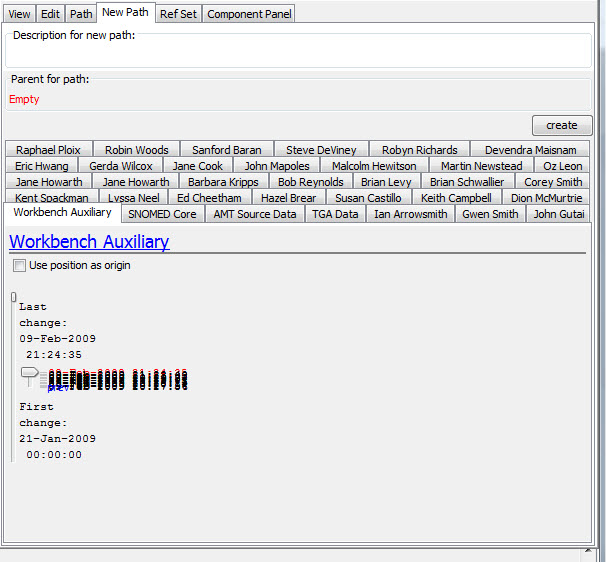 View Edit Path New Path Ref Set Component Panel
Description for new path:
Parent for path:
Empty
create
Raphael Ploix Robin Woods Sanford Baran Steve DeViney Robyn Richards Devendra Maisnam
Eric Hwang Gerda Wilcox Jane Cook John Mapoles Malcolm Hewitson Martin Newstead Oz Leon
Jane Howarth Jane Howarth Barbara Kripps Bob Reynolds Brian Levy Brian Schwallier Corey Smith
Kent Spackman Lyssa Neel Ed Cheetham Hazel Brear Susan Castillo Keith Campbell Dion McMurtrie
Workbench Auxiliary SNOMED Core AMT Source Data TGA Data Ian Arrowsmith Gwen Smith John Gutai
Workbench Auxiliary
Use position as origin
Last
change:
09-Feb-2009
21:24:35
First
change:
21-Jan-2009
00:00:00